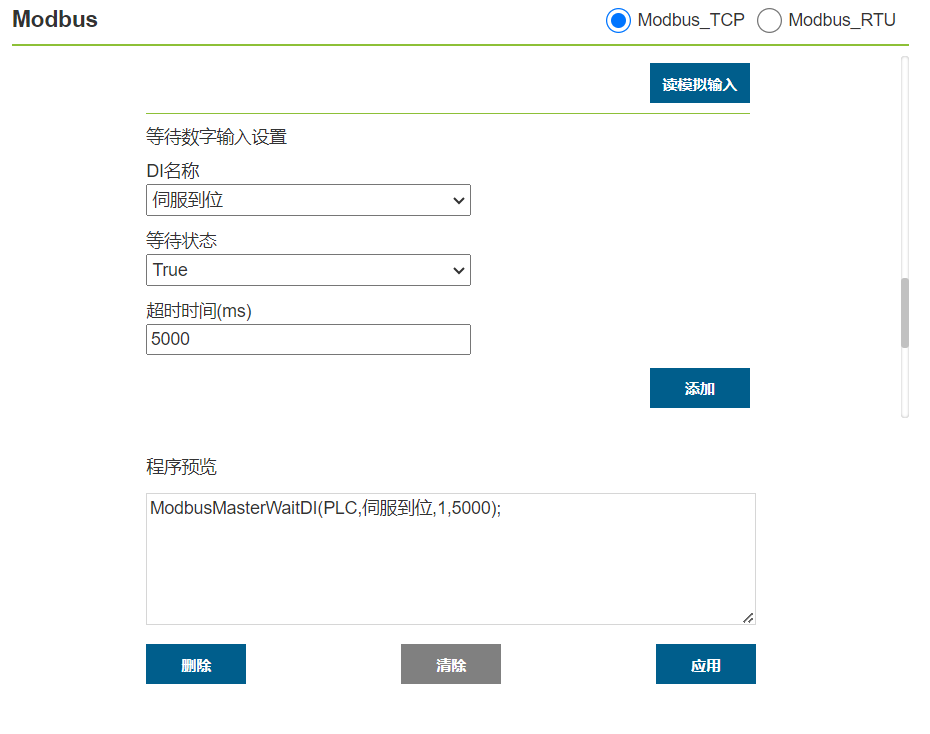 Modbus
Modbus_TCP
Modbus_RTU
读模拟输入
等待数字输入设置
DI名称
伺服到位
等待状态
True
超时时间(ms)
5000
添加
程序预览
ModbusMasterWaitDI(PLC,伺服到位,1,5000);
删除
清除
应用